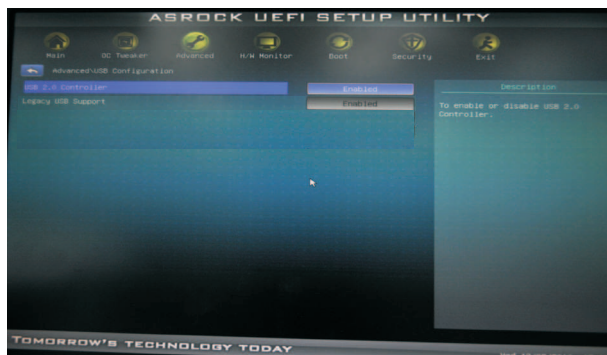 ASROCK UEFI SETUP UTILITY
Main OC Tweaker Advanced H/W Monitor Boot Security Exit
Advanced\USB Configuration
USB 2.0 Controller Enabled
Legacy USB Support Enabled
Description
To enable or disable USB 2.0
Controller.
TOMORROW'S TECHNOLOGY TODAY